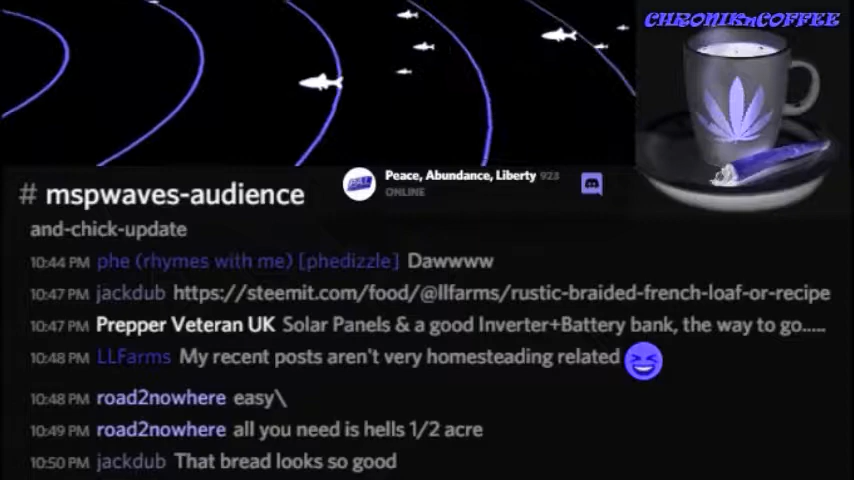 CHRONIKnCOFFEE
Peace, Abundance, Liberty 923
ONLINE
PAL
# mspwaves-audience
and-chick-update
10:44 PM phe (rhymes with me) [phedizzle] Dawwww
10:47 PM jackdub https://steemit.com/food/@llfarms/rustic-braided-french-loaf-or-recipe
10:47 PM Prepper Veteran UK Solar Panels & a good Inverter+Battery bank, the way to go.....
10:48 PM LLFarms My recent posts aren't very homesteading related
10:48 PM road2nowhere easy\
10:49 PM road2nowhere all you need is hells 1/2 acre
10:50 PM jackdub That bread looks so good